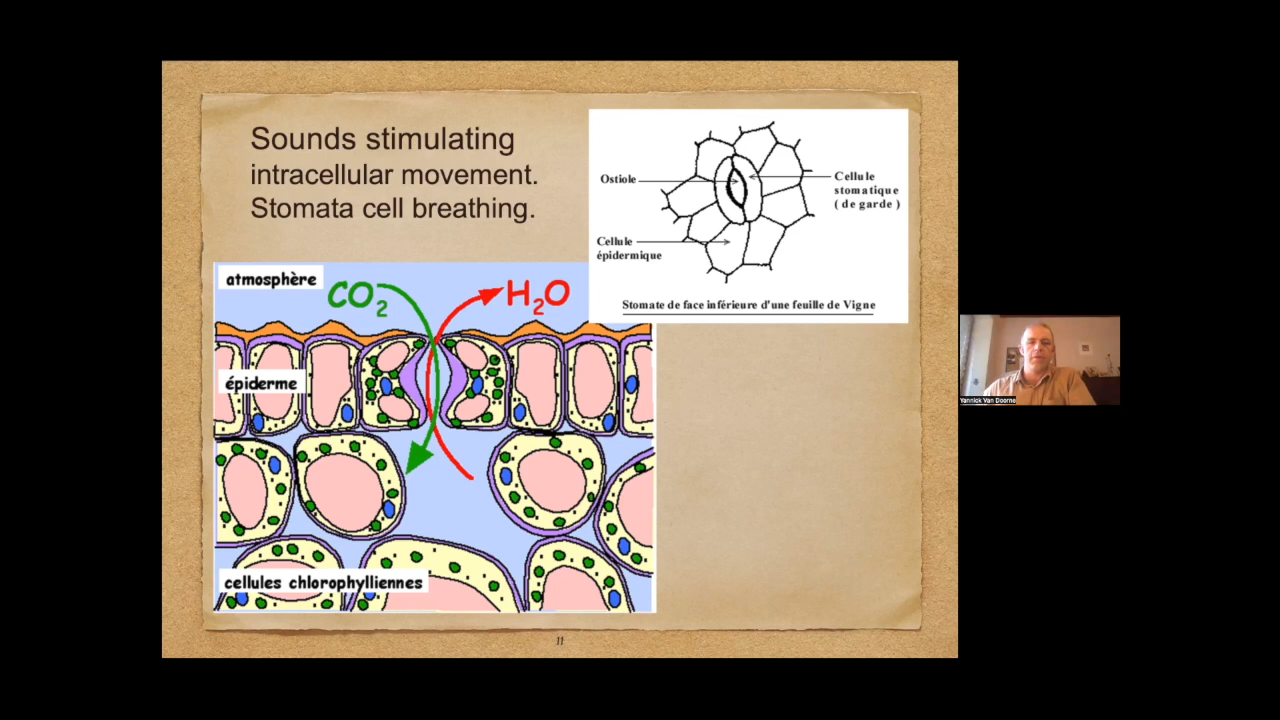 Sounds stimulating
intracellular movement.
Stomata cell breathing.
Ostiole
Cellule
stomatique
( de garde )
Cellule
épidermique
Stomate de face inférieure d'une feuille de Vigne
atmosphère
CO2
H2O
épiderme
cellules chlorophylliennes
11
Yannick Van Doorne